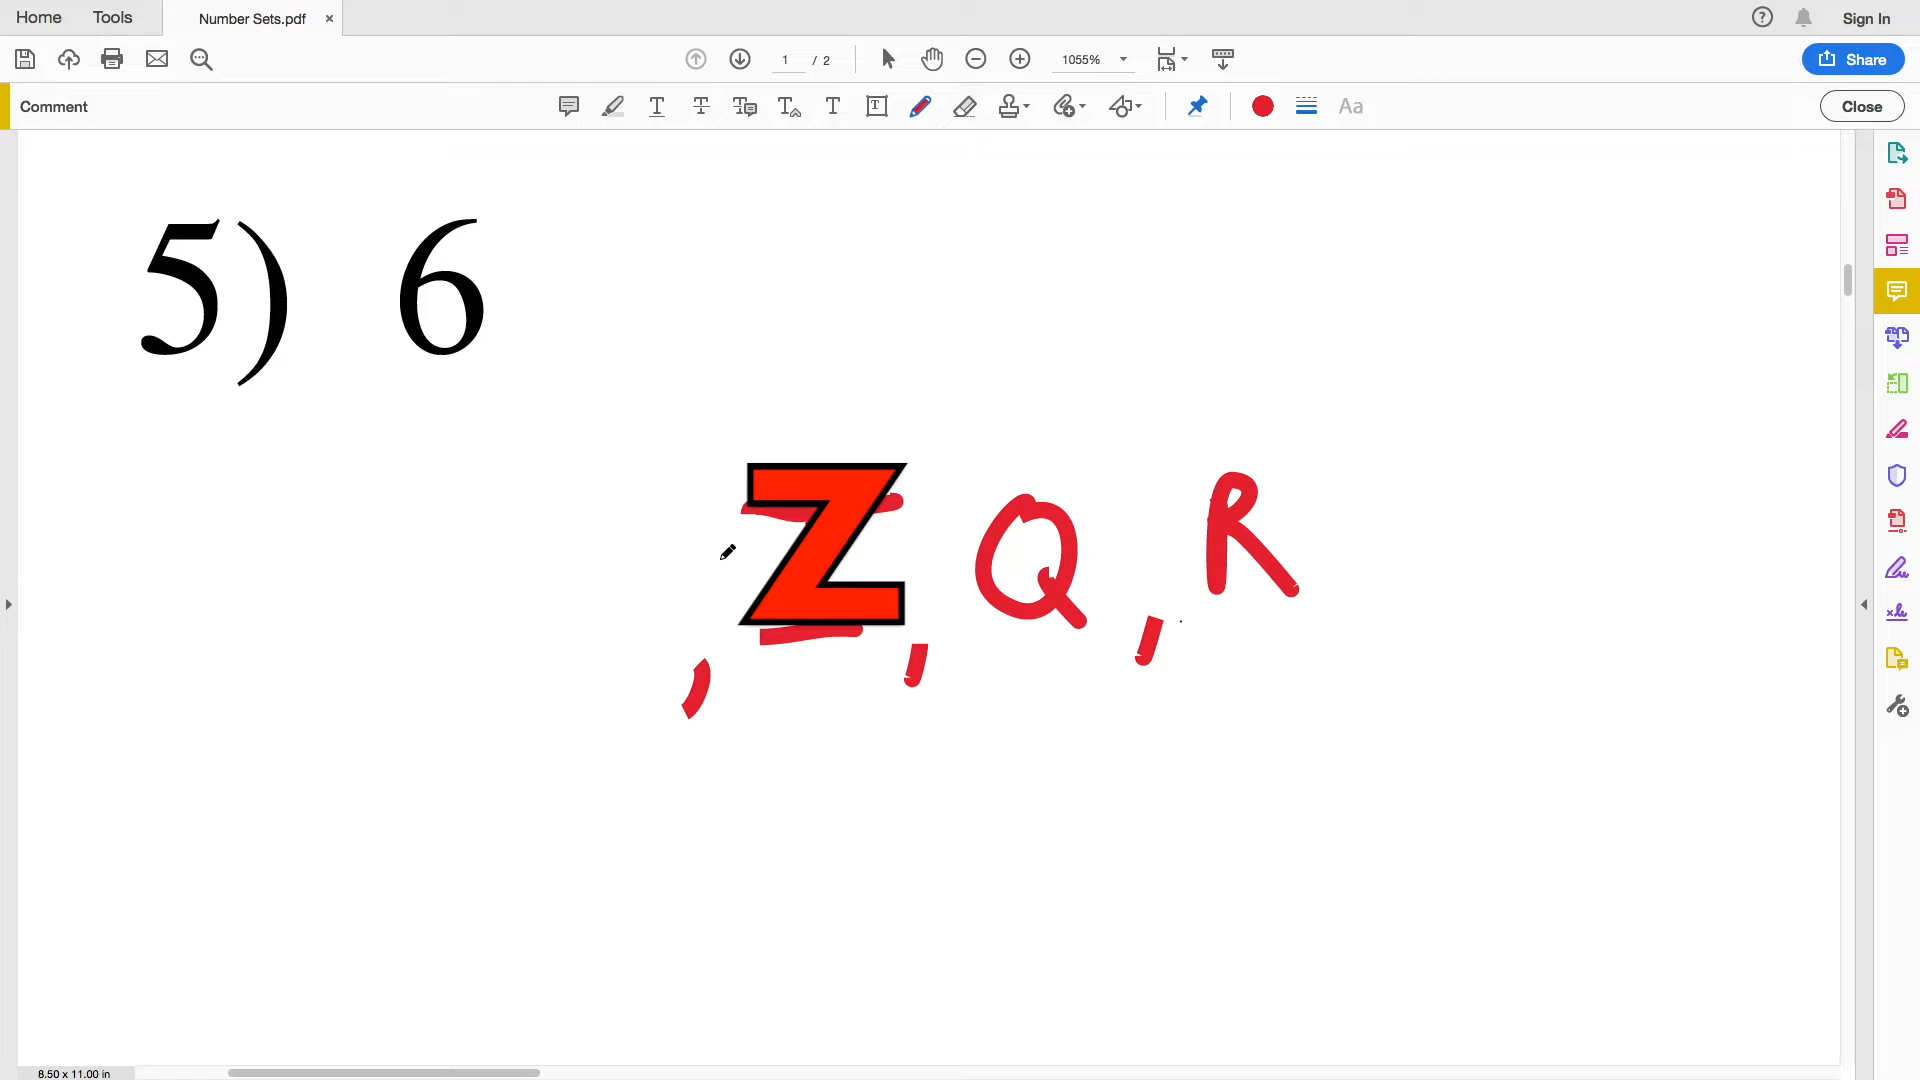 Home Tools Number Sets.pdf × Sign In
1 / 2 1055% Share
Comment T T T T T T Aa Close
5) 6
, Z, Q, R
8.50 x 11.00 in